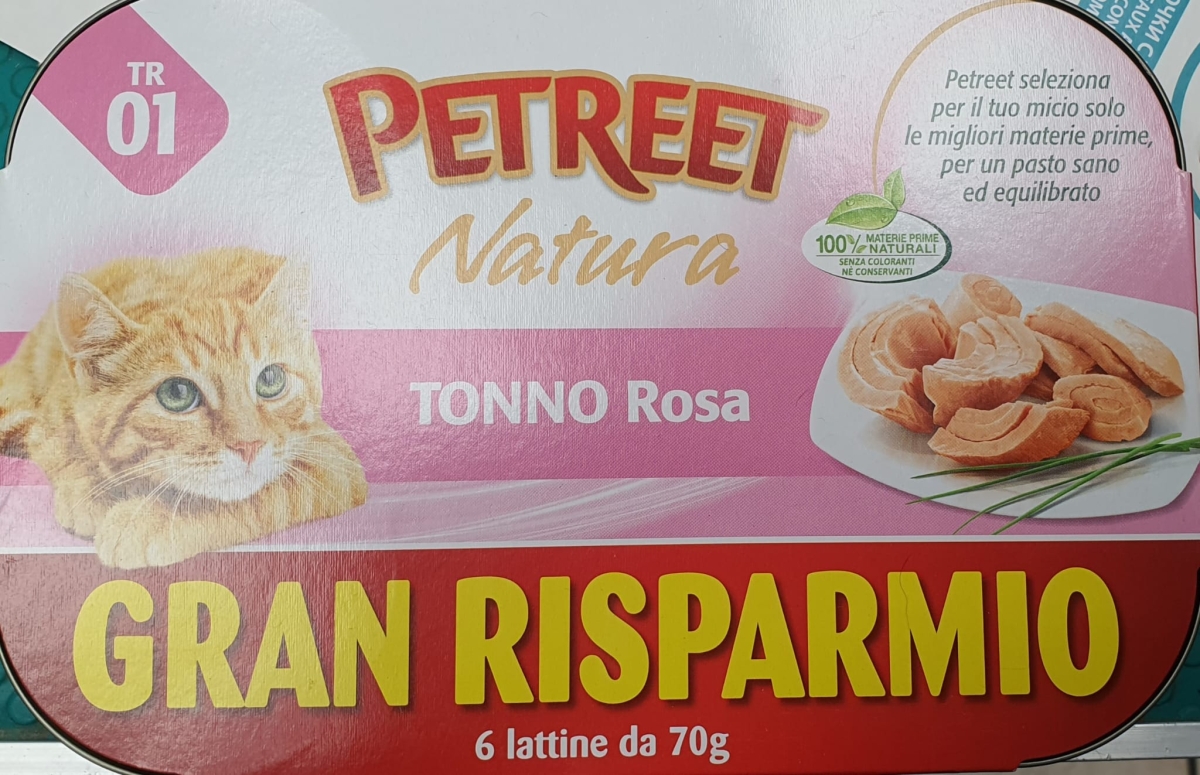 TR
01
PETREET
Natura
Petreet seleziona
per il tuo micio solo
le migliori materie prime,
per un pasto sano
ed equilibrato
100% MATERIE PRIME
NATURALI
SENZA COLORANTI
NÈ CONSERVANTI
TONNO Rosa
GRAN RISPARMIO
6 lattine da 70g